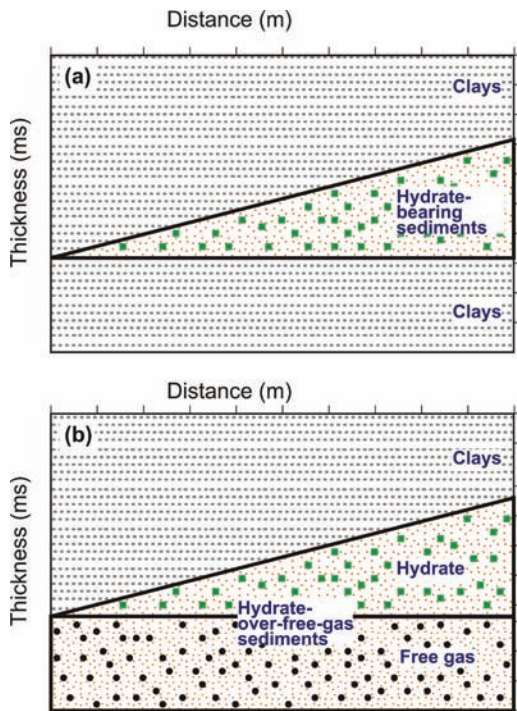 Distance (m)
(a)
Clays
Thickness (ms)
Hydrate-
bearing
sediments
Clays
Distance (m)
(b)
Clays
Thickness (ms)
Hydrate
Hydrate-
over-free-gas
sediments
Free gas